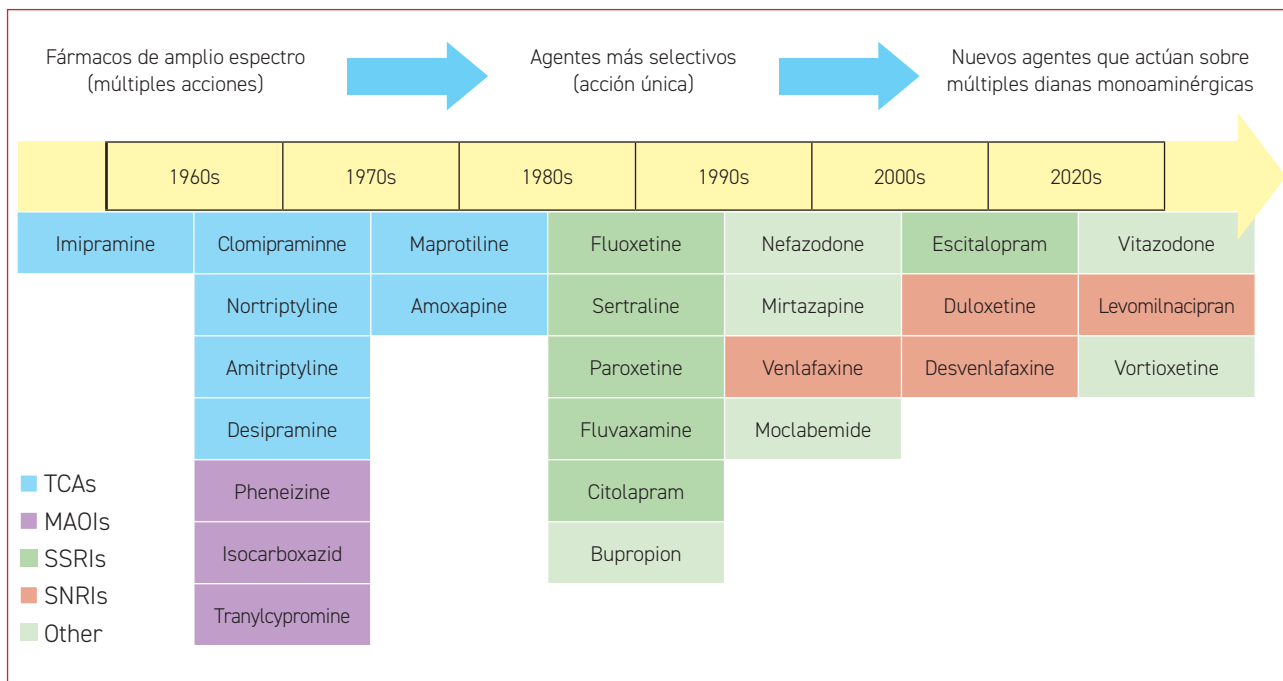 Fármacos de amplio espectro
(múltiples acciones)
Agentes más selectivos
(acción única)
Nuevos agentes que actúan sobre
múltiples dianas monoaminérgicas
1960s
1970s
1980s
1990s
2000s
2020s
Imipramine
Clomipraminne
Maprotiline
Fluoxetine
Nefazodone
Escitalopram
Vitazodone
Nortriptyline
Amoxapine
Sertraline
Mirtazapine
Duloxetine
Levomilnacipran
Amitriptyline
Paroxetine
Venlafaxine
Desvenlafaxine
Vortioxetine
Desipramine
Fluvaxamine
Moclabemide
Pheneizine
Citolapram
Isocarboxazid
Bupropion
Tranylcypromine
TCAs
MAOIs
SSRIs
SNRIs
Other